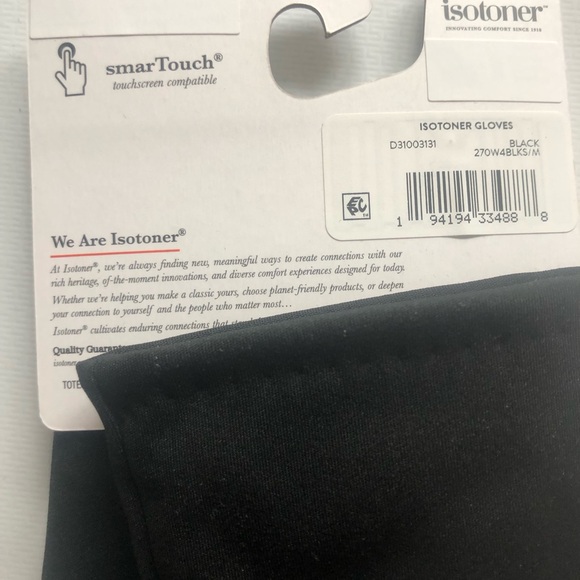 isotoner™
INNOVATING COMFORT SINCE 1910
smarTouch®
touchscreen compatible
ISOTONER GLOVES
D31003131 BLACK
270W4BLKS/M
1 94194 33488 8
We Are Isotoner®
At Isotoner®, we're always finding new, meaningful ways to create connections with our
rich heritage, of-the-moment innovations, and diverse comfort experiences designed for today.
Whether we're helping you make a classic yours, choose planet-friendly products, or deepen
your connection to yourself and the people who matter most...
Isotoner® cultivates enduring connections that
Quality
TOTE